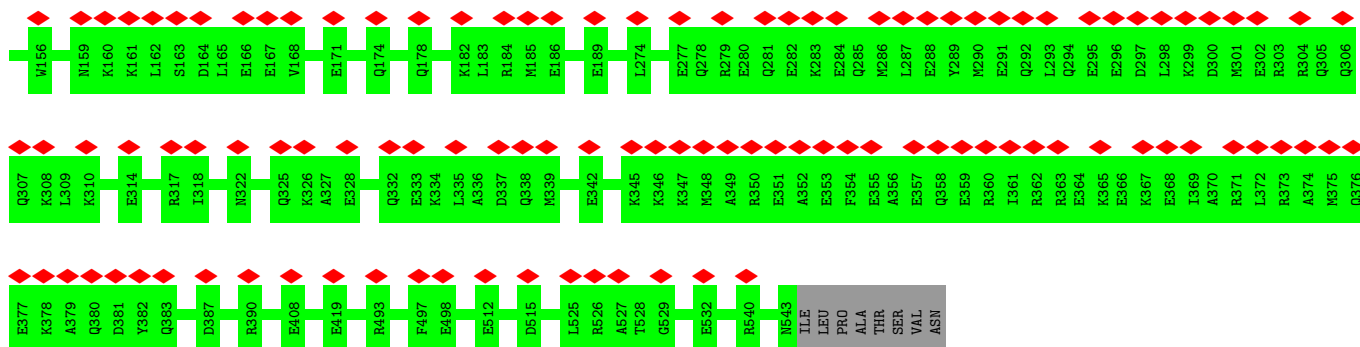 W156 N159 K160 K161 L162 S163 D164 L165 E166 E167 V168 E171 Q174 Q178 K182 L183 R184 M185 E186 E189 L274 E277 Q278 R279 E280 Q281 E282 K283 E284 Q285 M286 L287 E288 Y289 M290 E291 Q292 L293 Q294 E295 E296 D297 L298 K299 D300 M301 E302 R303 R304 Q305 Q306
Q307 K308 L309 K310 E314 R317 I318 N322 Q325 K326 A327 E328 Q332 E333 K334 L335 A336 D337 Q338 M339 E342 K345 K346 K347 M348 A349 R350 E351 A352 E353 F354 E355 A356 E357 Q358 E359 R360 I361 R362 R363 E364 K365 E366 K367 E368 I369 A370 R371 L372 R373 A374 M375 Q376
E377 K378 A379 Q380 D381 Y382 Q383 D387 R390 E408 E419 R493 F497 E498 E512 D515 L525 R526 A527 T528 G529 E532 R540 N543 ILE LEU PRO ALA THR SER VAL ASN